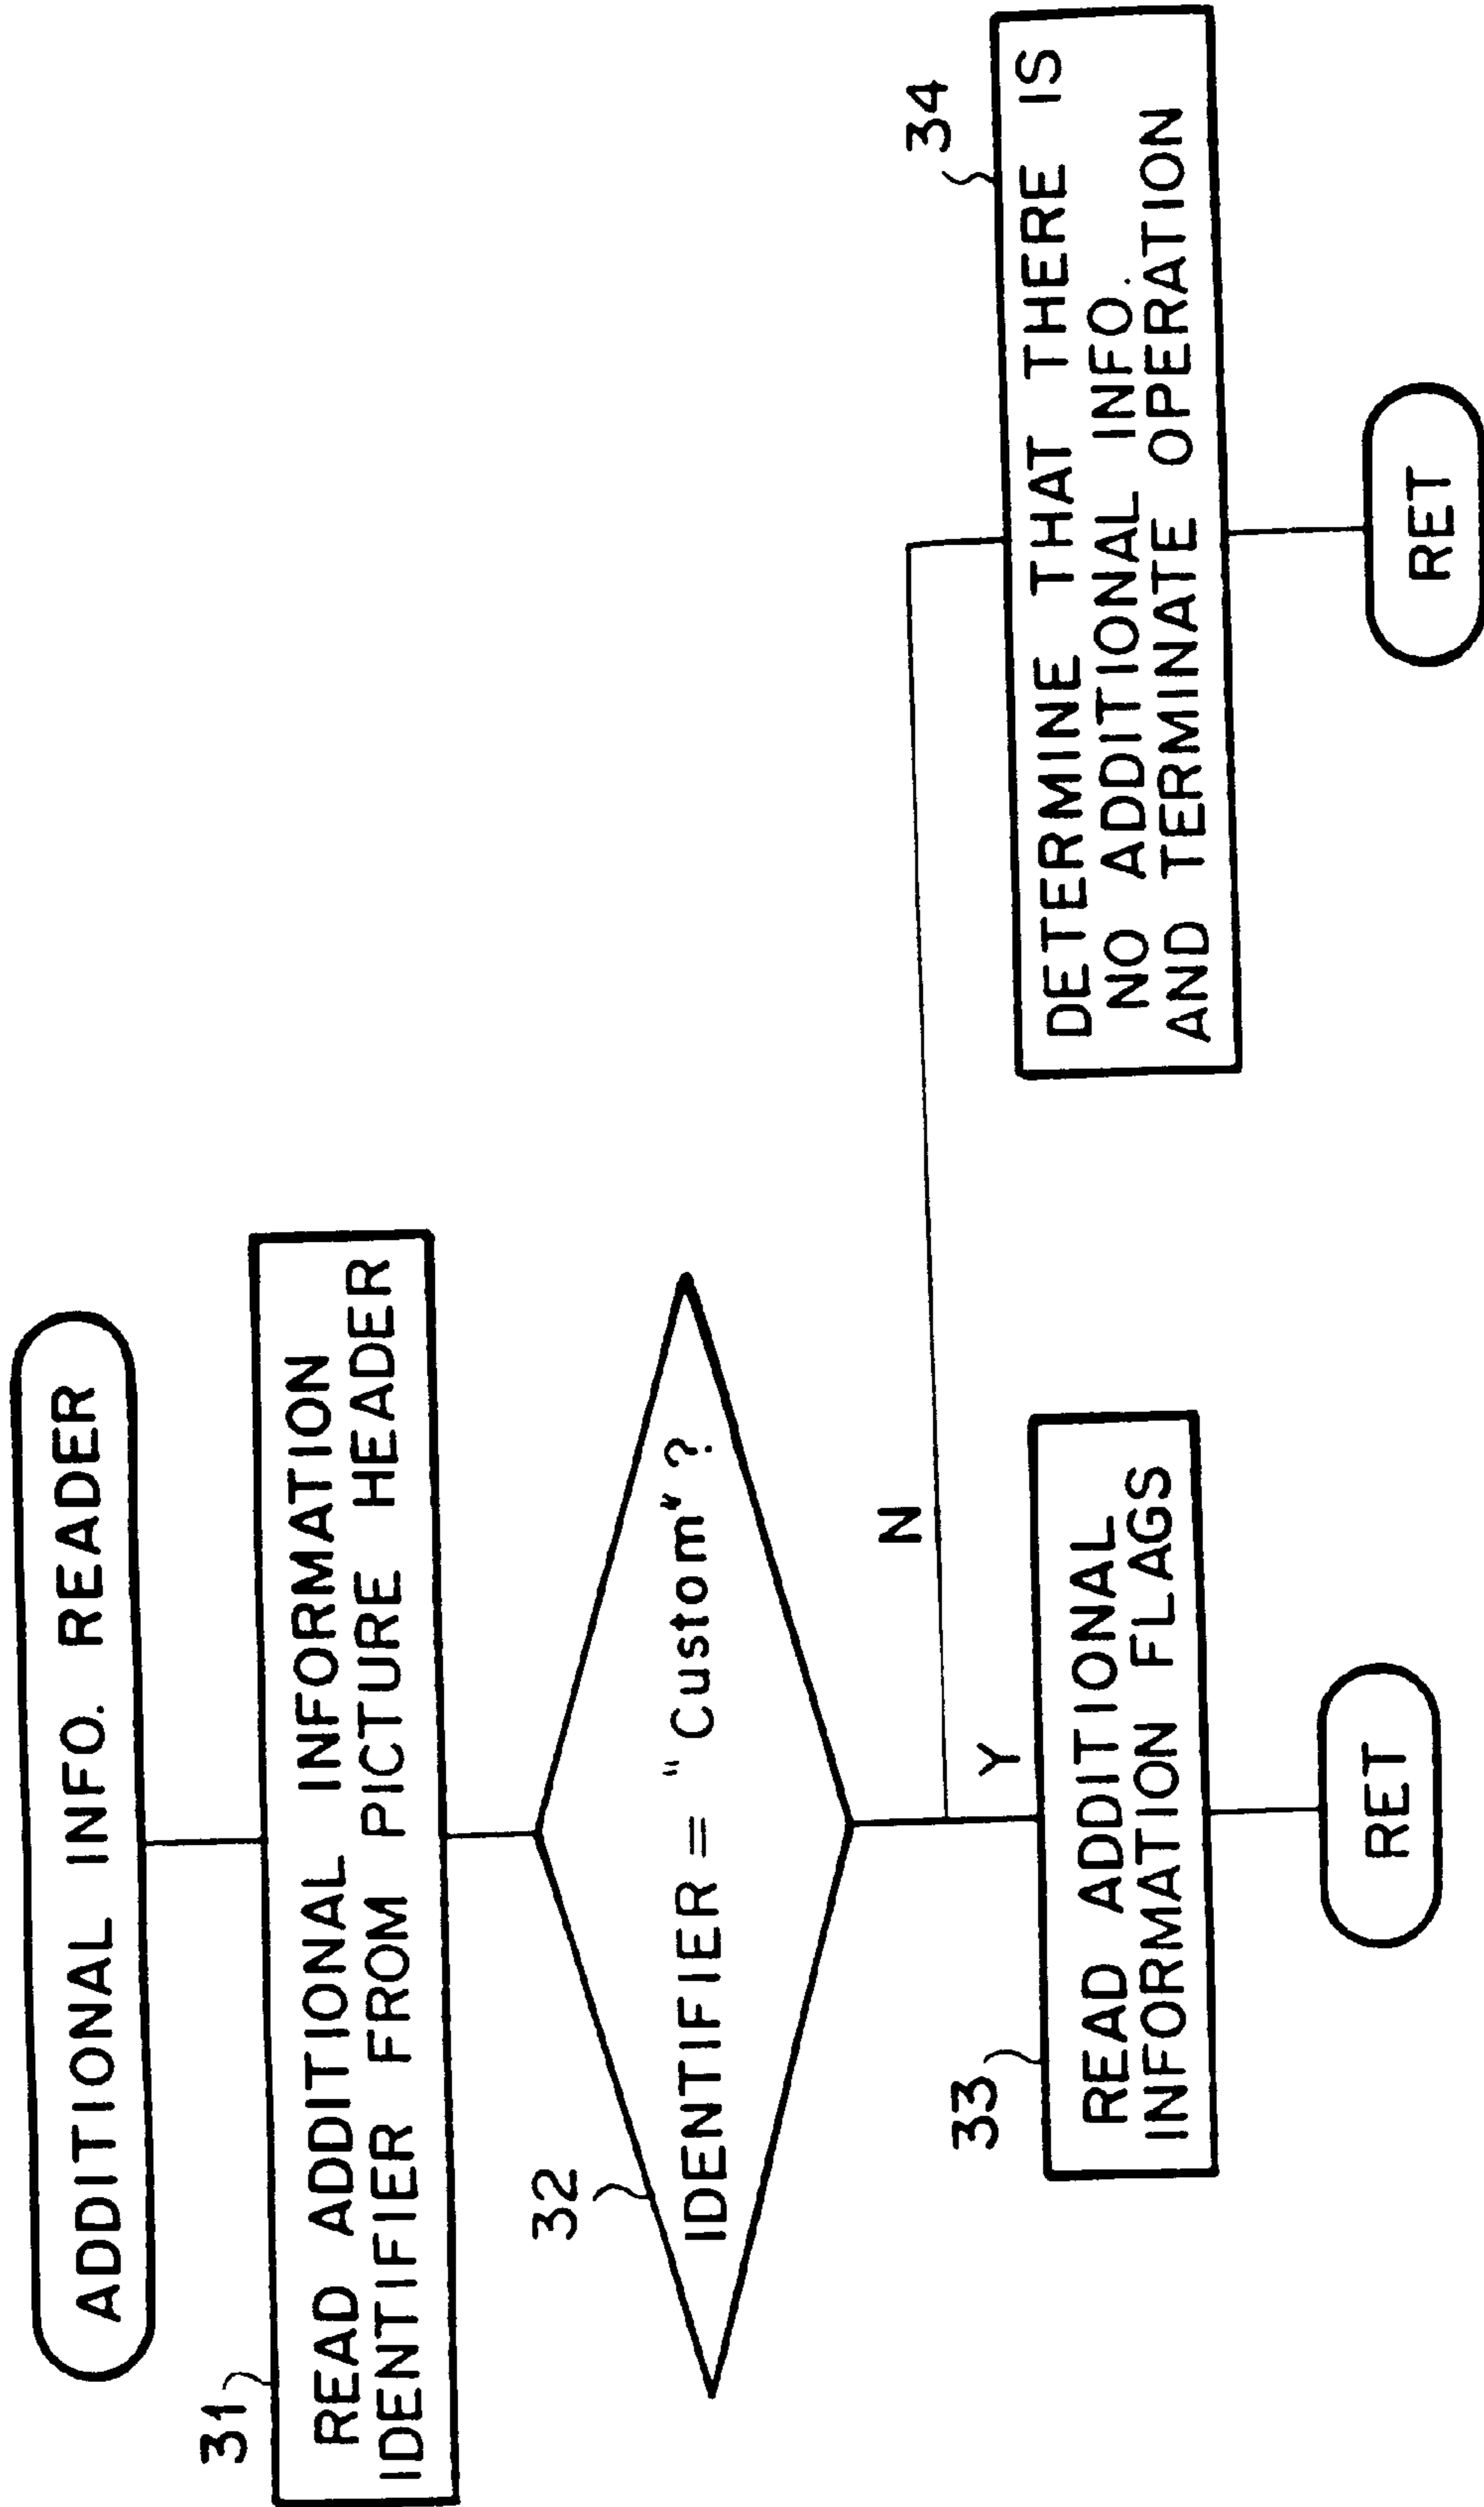 ADDITIONAL INFO. READER
31
READ ADDITIONAL INFORMATION
IDENTIFIER FROM PICTURE HEADER
32
IDENTIFIER = "Custom"?
N
Y
33
READ ADDITIONAL
INFORMATION FLAGS
RET
34
DETERMINE THAT THERE IS
NO ADDITIONAL INFO.
AND TERMINATE OPERATION
RET